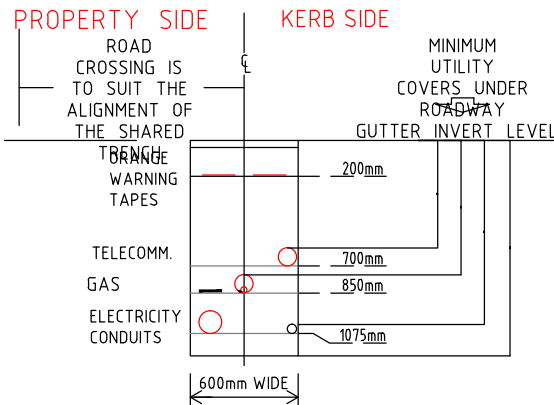 PROPERTY SIDE
KERB SIDE
ROAD
CROSSING IS
TO SUIT THE
ALIGNMENT OF
THE SHARED
TRENCH
℄
MINIMUM
UTILITY
COVERS UNDER
ROADWAY
GUTTER INVERT LEVEL
ORANGE
WARNING
TAPES
200mm
TELECOMM.
700mm
GAS
850mm
ELECTRICITY
CONDUITS
1075mm
600mm WIDE